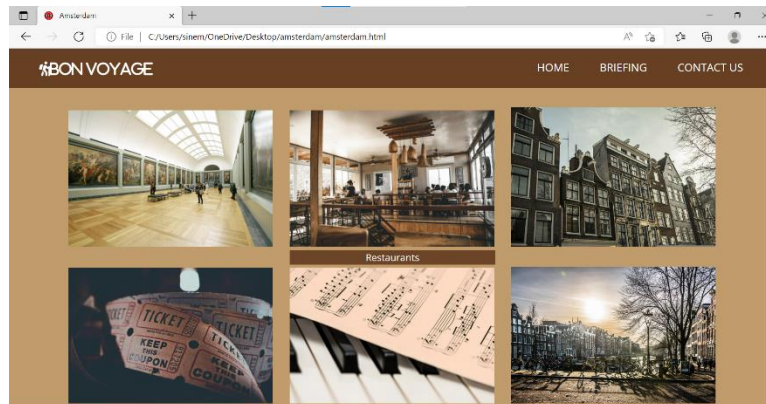 Amsterdam
File | C:/Users/sinem/OneDrive/Desktop/amsterdam/amsterdam.html
BON VOYAGE
HOME BRIEFING CONTACT US
Restaurants
TICKET TICKET
KEEP THIS COUPON
KEEP THIS COUPON